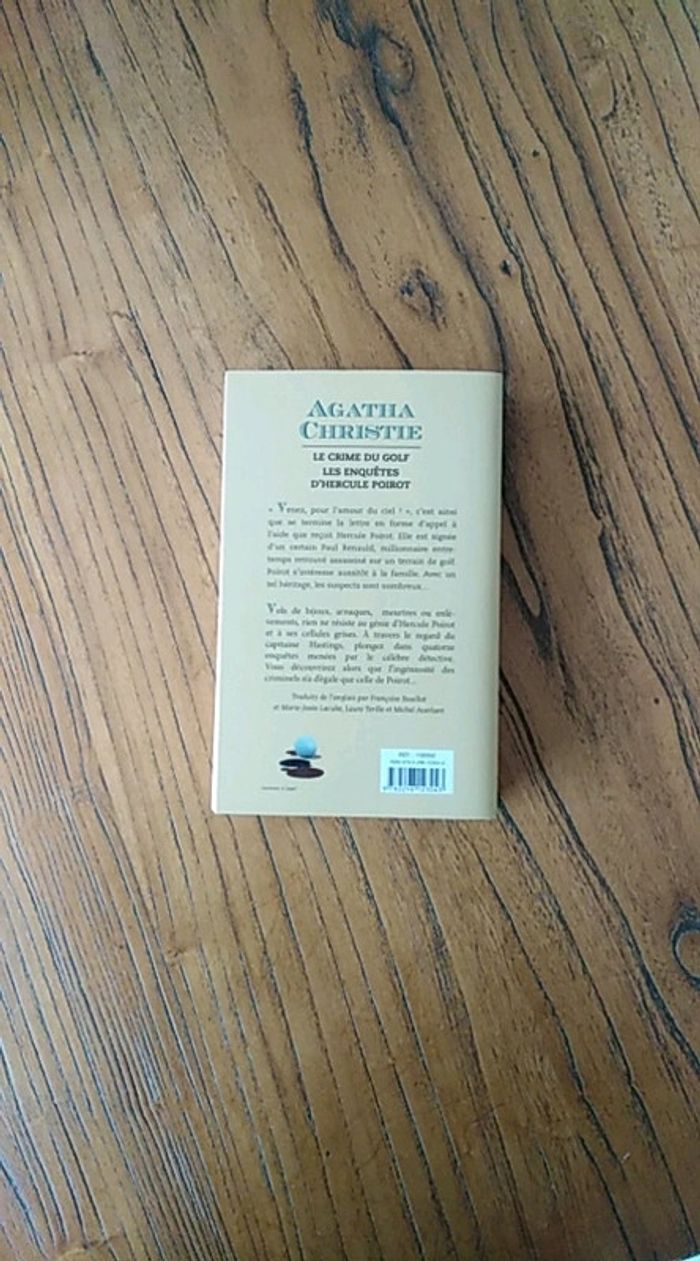 AGATHA
CHRISTIE
LE CRIME DU GOLF
LES ENQUÊTES
D'HERCULE POIROT
« Venez, pour l'amour du ciel ! », c'est ainsi
que se termine la lettre en forme d'appel à
l'aide que reçoit Hercule Poirot. Elle est signée
d'un certain Paul Renauld, millionnaire entre-
temps retrouvé assassiné sur un terrain de golf.
Poirot s'intéresse aussitôt à la famille. Avec un
tel héritage, les suspects sont nombreux...
Vols de bijoux, arnaques, meurtres ou enlè-
vements, rien ne résiste au génie d'Hercule Poirot
et à ses cellules grises. À travers le regard du
capitaine Hastings, plongez dans quatorze
enquêtes menées par le célèbre détective.
Vous découvrirez alors que l'ingéniosité des
criminels n'a d'égale que celle de Poirot...
Traduits de l'anglais par Françoise Bouillot
et Marie-Josée Lacube, Laure Terilli et Michel Averlant